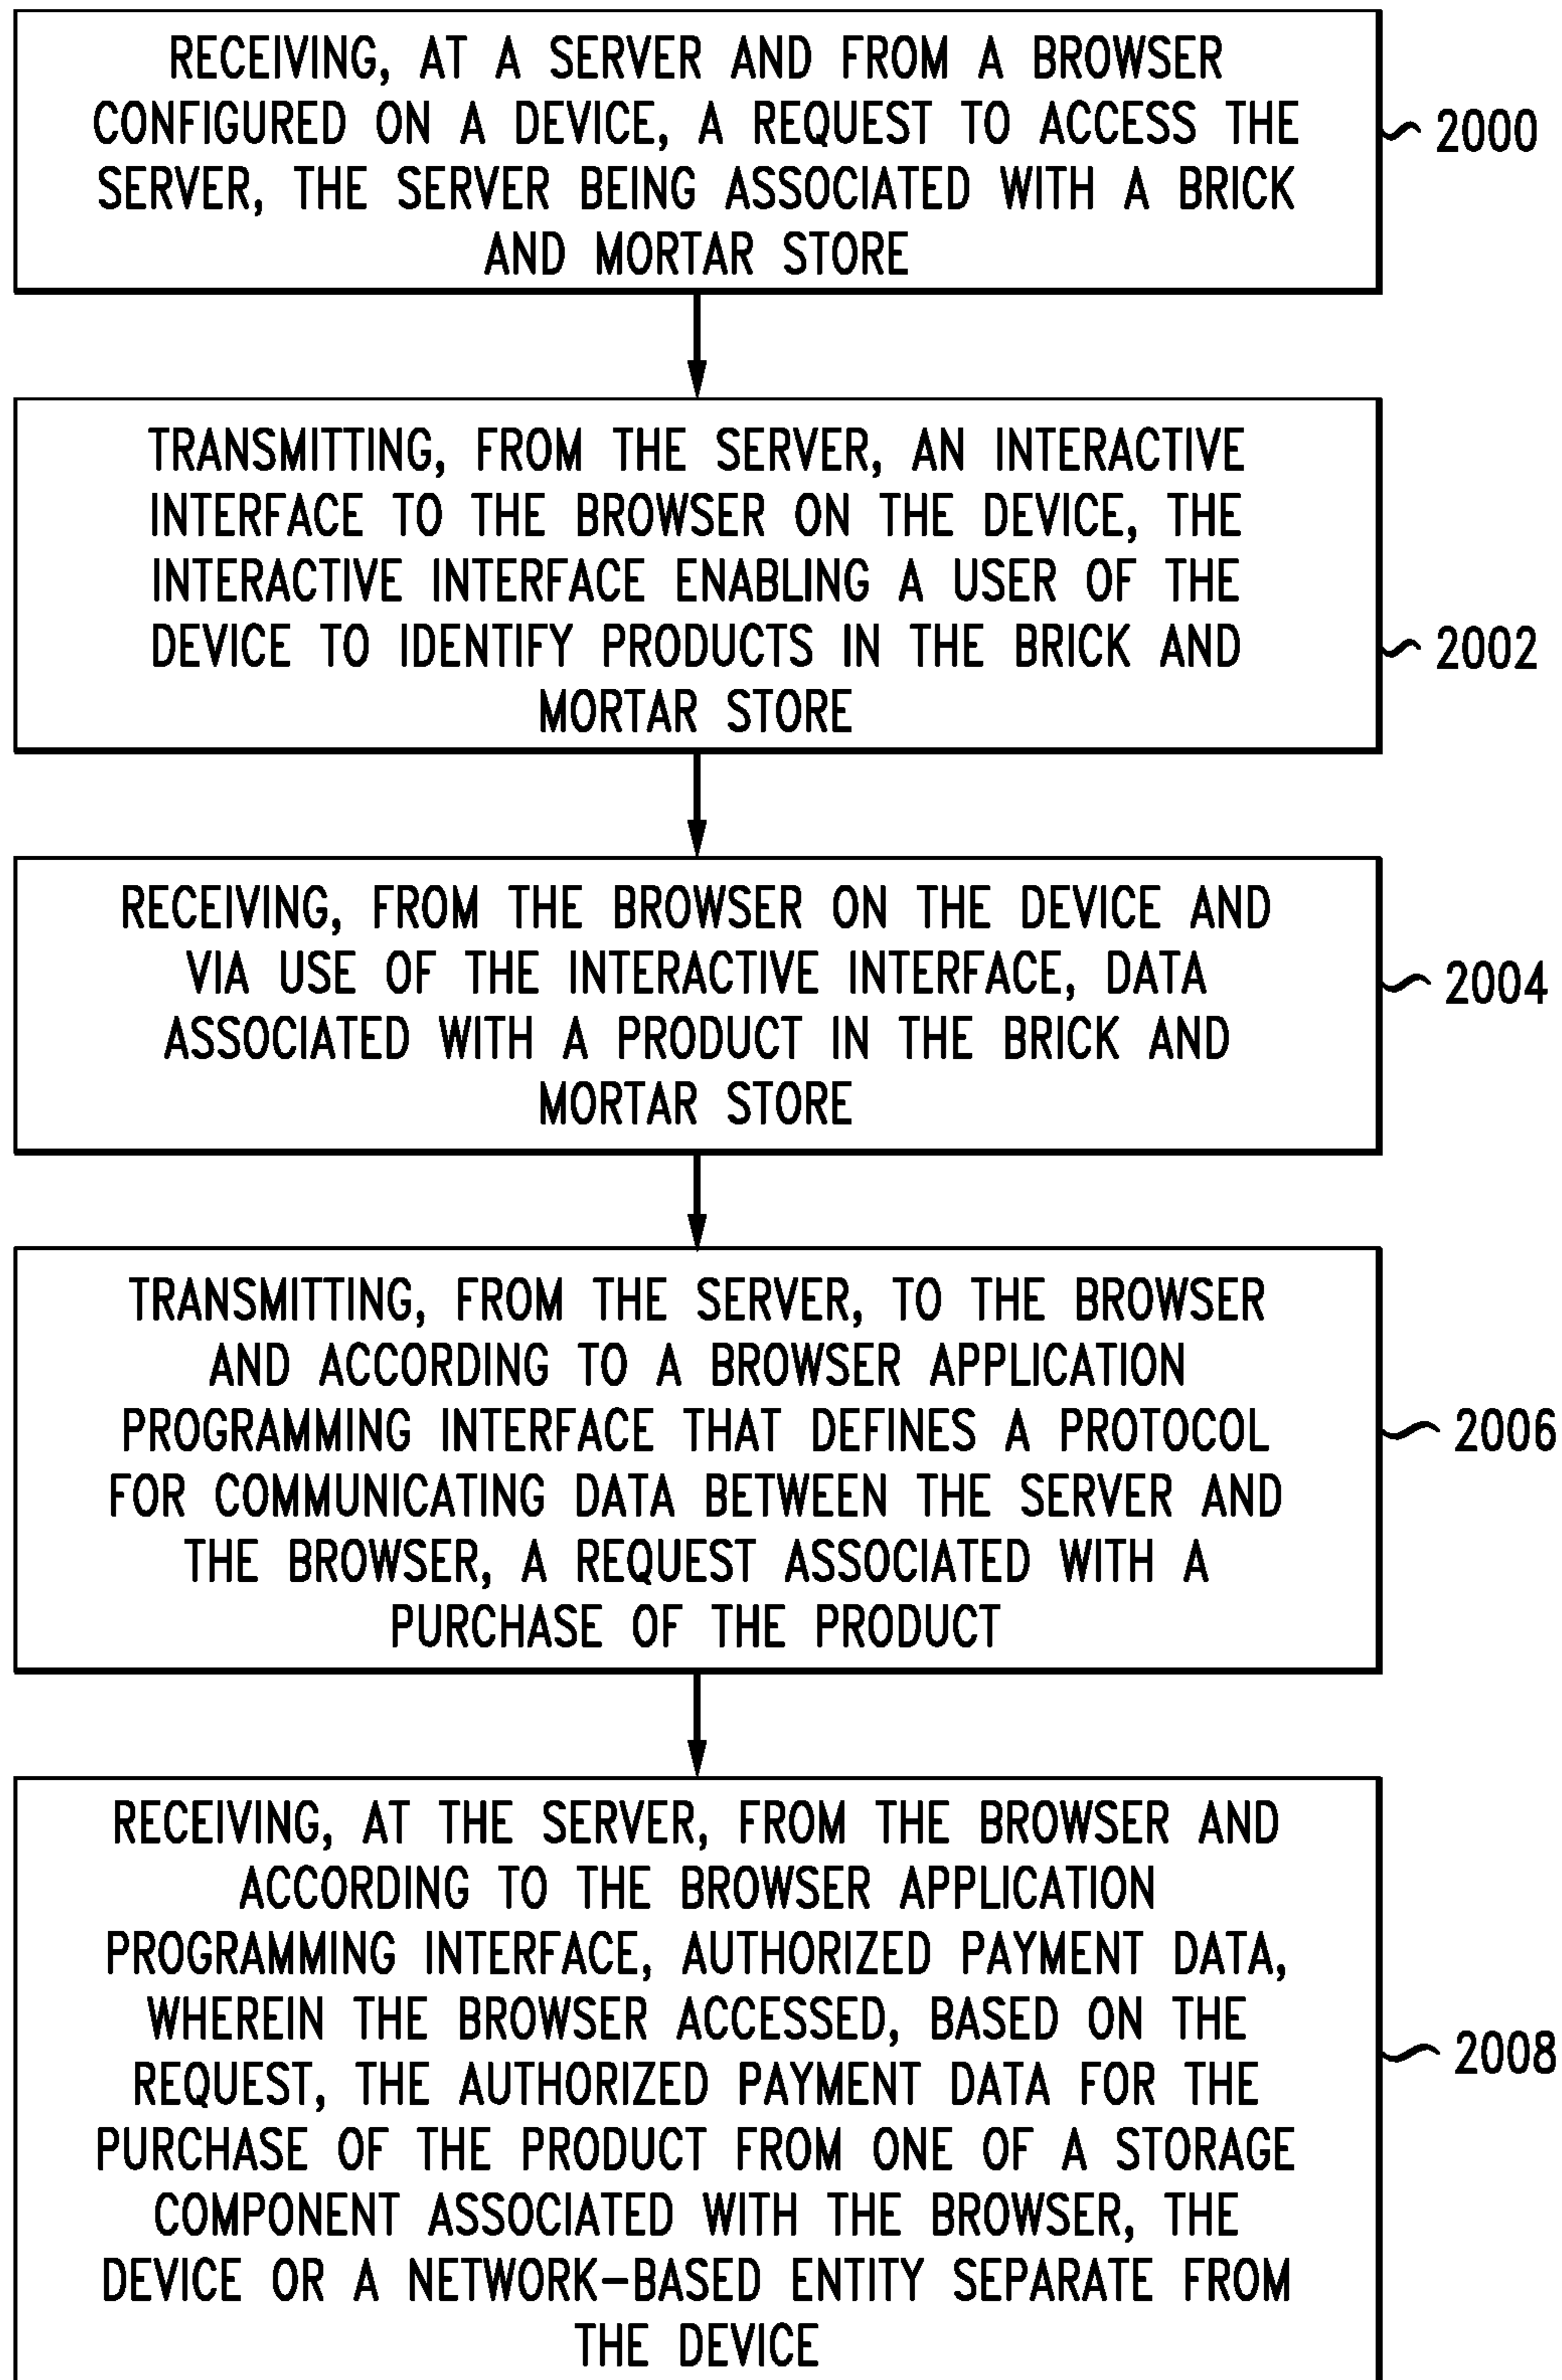 RECEIVING, AT A SERVER AND FROM A BROWSER
CONFIGURED ON A DEVICE, A REQUEST TO ACCESS THE
SERVER, THE SERVER BEING ASSOCIATED WITH A BRICK
AND MORTAR STORE
2000
TRANSMITTING, FROM THE SERVER, AN INTERACTIVE
INTERFACE TO THE BROWSER ON THE DEVICE, THE
INTERACTIVE INTERFACE ENABLING A USER OF THE
DEVICE TO IDENTIFY PRODUCTS IN THE BRICK AND
MORTAR STORE
2002
RECEIVING, FROM THE BROWSER ON THE DEVICE AND
VIA USE OF THE INTERACTIVE INTERFACE, DATA
ASSOCIATED WITH A PRODUCT IN THE BRICK AND
MORTAR STORE
2004
TRANSMITTING, FROM THE SERVER, TO THE BROWSER
AND ACCORDING TO A BROWSER APPLICATION
PROGRAMMING INTERFACE THAT DEFINES A PROTOCOL
FOR COMMUNICATING DATA BETWEEN THE SERVER AND
THE BROWSER, A REQUEST ASSOCIATED WITH A
PURCHASE OF THE PRODUCT
2006
RECEIVING, AT THE SERVER, FROM THE BROWSER AND
ACCORDING TO THE BROWSER APPLICATION
PROGRAMMING INTERFACE, AUTHORIZED PAYMENT DATA,
WHEREIN THE BROWSER ACCESSED, BASED ON THE
REQUEST, THE AUTHORIZED PAYMENT DATA FOR THE
PURCHASE OF THE PRODUCT FROM ONE OF A STORAGE
COMPONENT ASSOCIATED WITH THE BROWSER, THE
DEVICE OR A NETWORK-BASED ENTITY SEPARATE FROM
THE DEVICE
2008